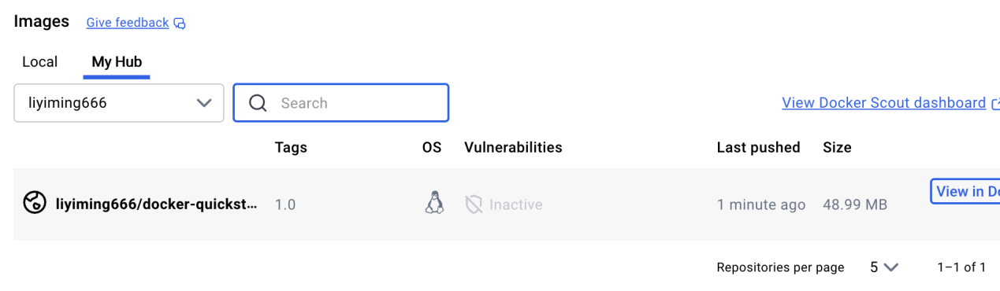 Images Give feedback
Local My Hub
liyiming666 Search View Docker Scout dashboard
Tags OS Vulnerabilities Last pushed Size
liyiming666/docker-quickst... 1.0 Inactive 1 minute ago 48.99 MB View in Do
Repositories per page 5 1–1 of 1